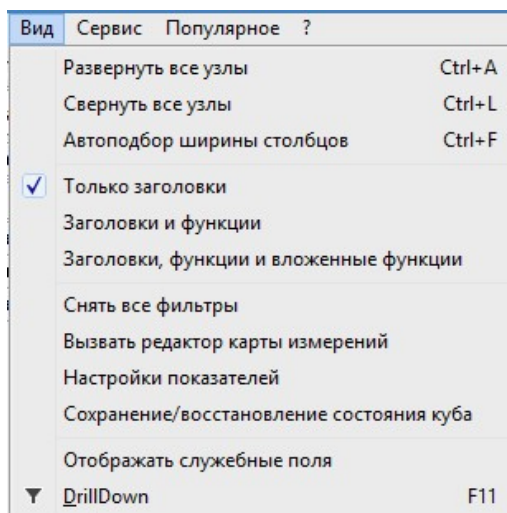 Вид Сервис Популярное ?
Развернуть все узлы Ctrl+A
Свернуть все узлы Ctrl+L
Автоподбор ширины столбцов Ctrl+F
Только заголовки
Заголовки и функции
Заголовки, функции и вложенные функции
Снять все фильтры
Вызвать редактор карты измерений
Настройки показателей
Сохранение/восстановление состояния куба
Отображать служебные поля
DrillDown F11